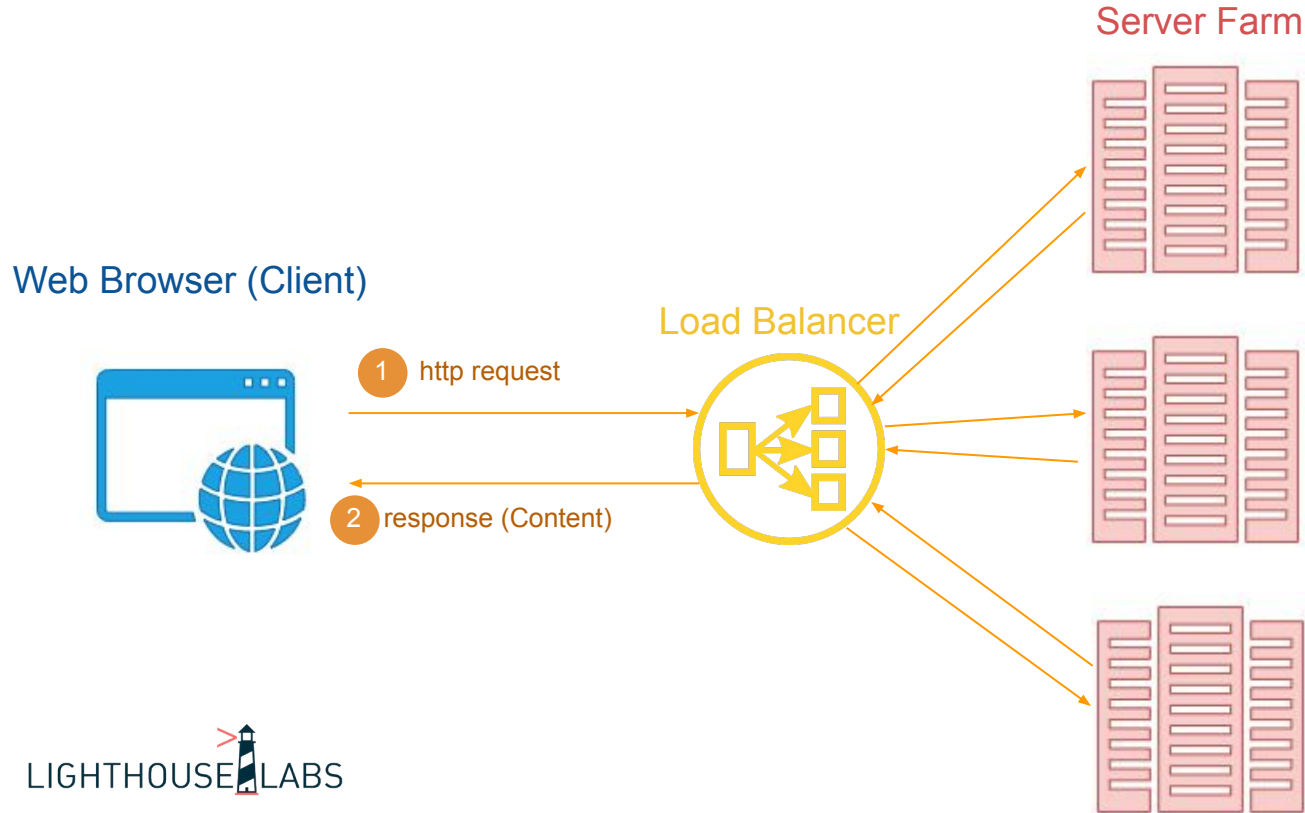 Server Farm
Web Browser (Client)
Load Balancer
1 http request
2 response (Content)
>
LIGHTHOUSE LABS